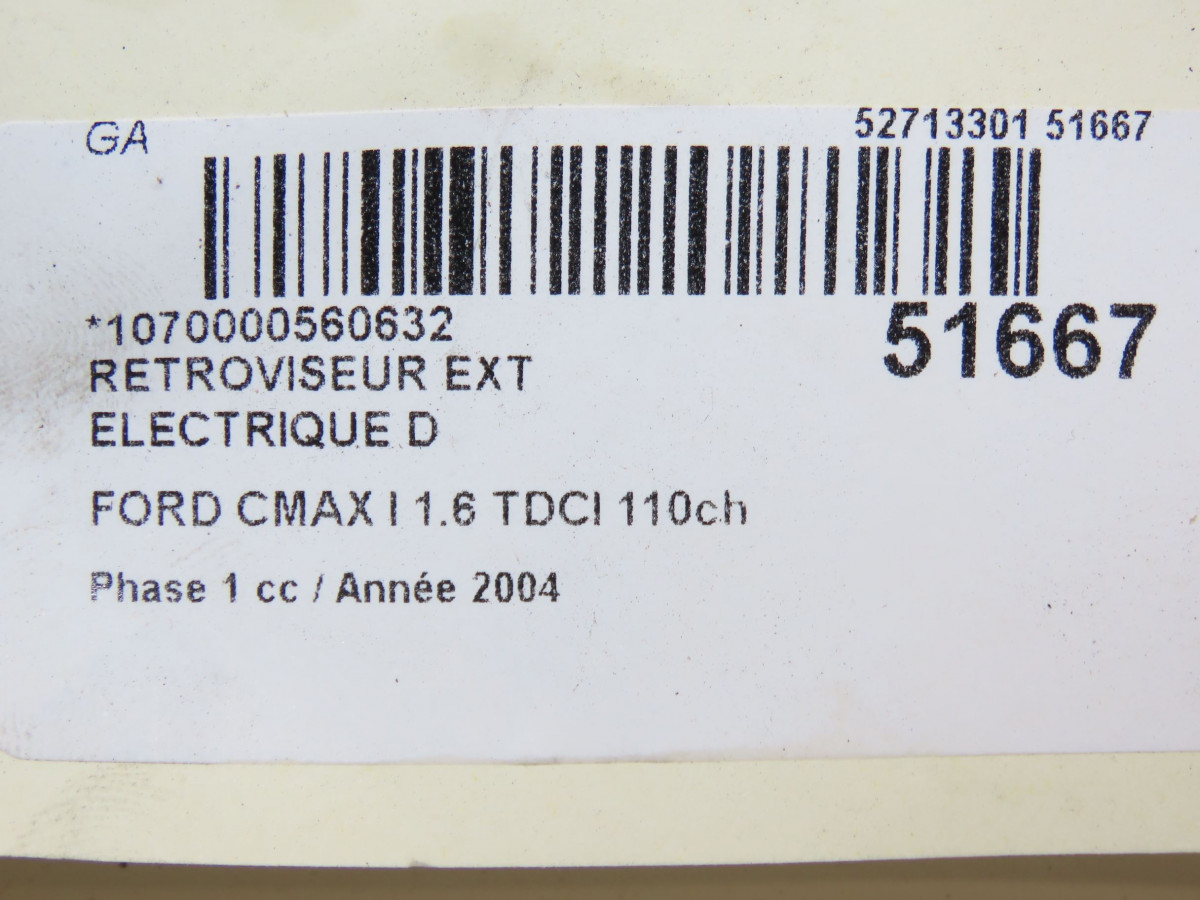 GA
52713301 51667
*1070000560632
51667
RETROVISEUR EXT
ELECTRIQUE D
FORD CMAX I 1.6 TDCI 110ch
Phase 1 cc / Année 2004